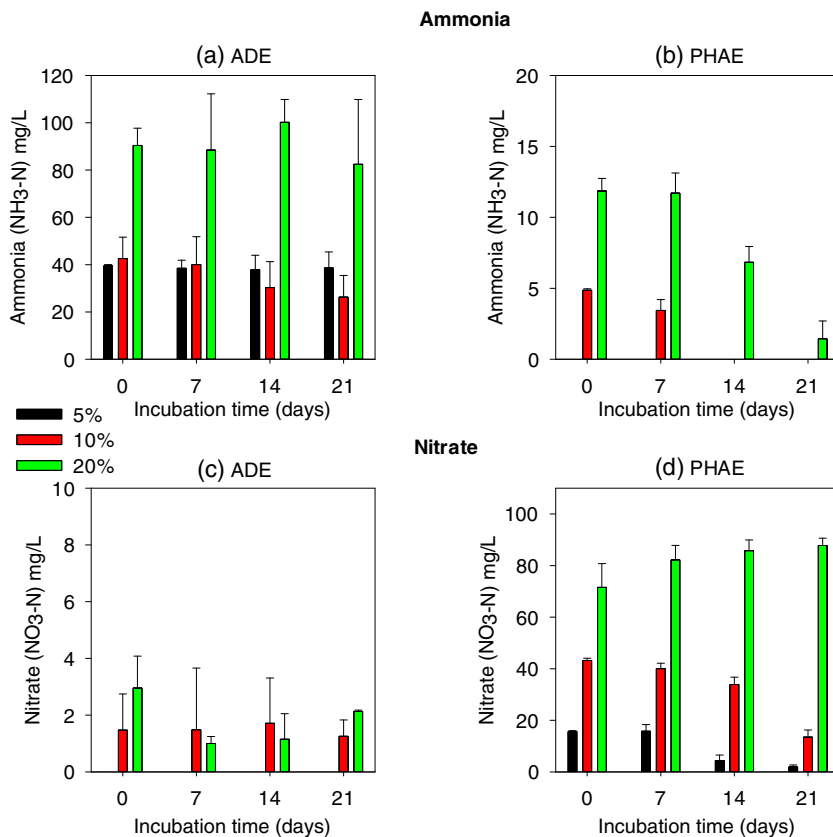 Ammonia
(a) ADE
120
100
80
60
40
20
0
Ammonia (NH3-N) mg/L
0 7 14 21
Incubation time (days)
(b) PHAE
20
15
10
5
0
Ammonia (NH3-N) mg/L
0 7 14 21
Incubation time (days)
5%
10%
20%
Nitrate
(c) ADE
10
8
6
4
2
0
Nitrate (NO3-N) mg/L
0 7 14 21
Incubation time (days)
(d) PHAE
100
80
60
40
20
0
Nitrate (NO3-N) mg/L
0 7 14 21
Incubation time (days)